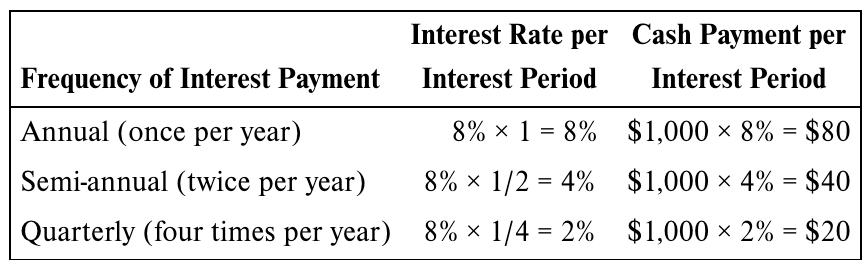 Interest Rate per Cash Payment per
Frequency of Interest Payment Interest Period Interest Period
Annual (once per year) 8% × 1 = 8% $1,000 × 8% = $80
Semi-annual (twice per year) 8% × 1/2 = 4% $1,000 × 4% = $40
Quarterly (four times per year) 8% × 1/4 = 2% $1,000 × 2% = $20